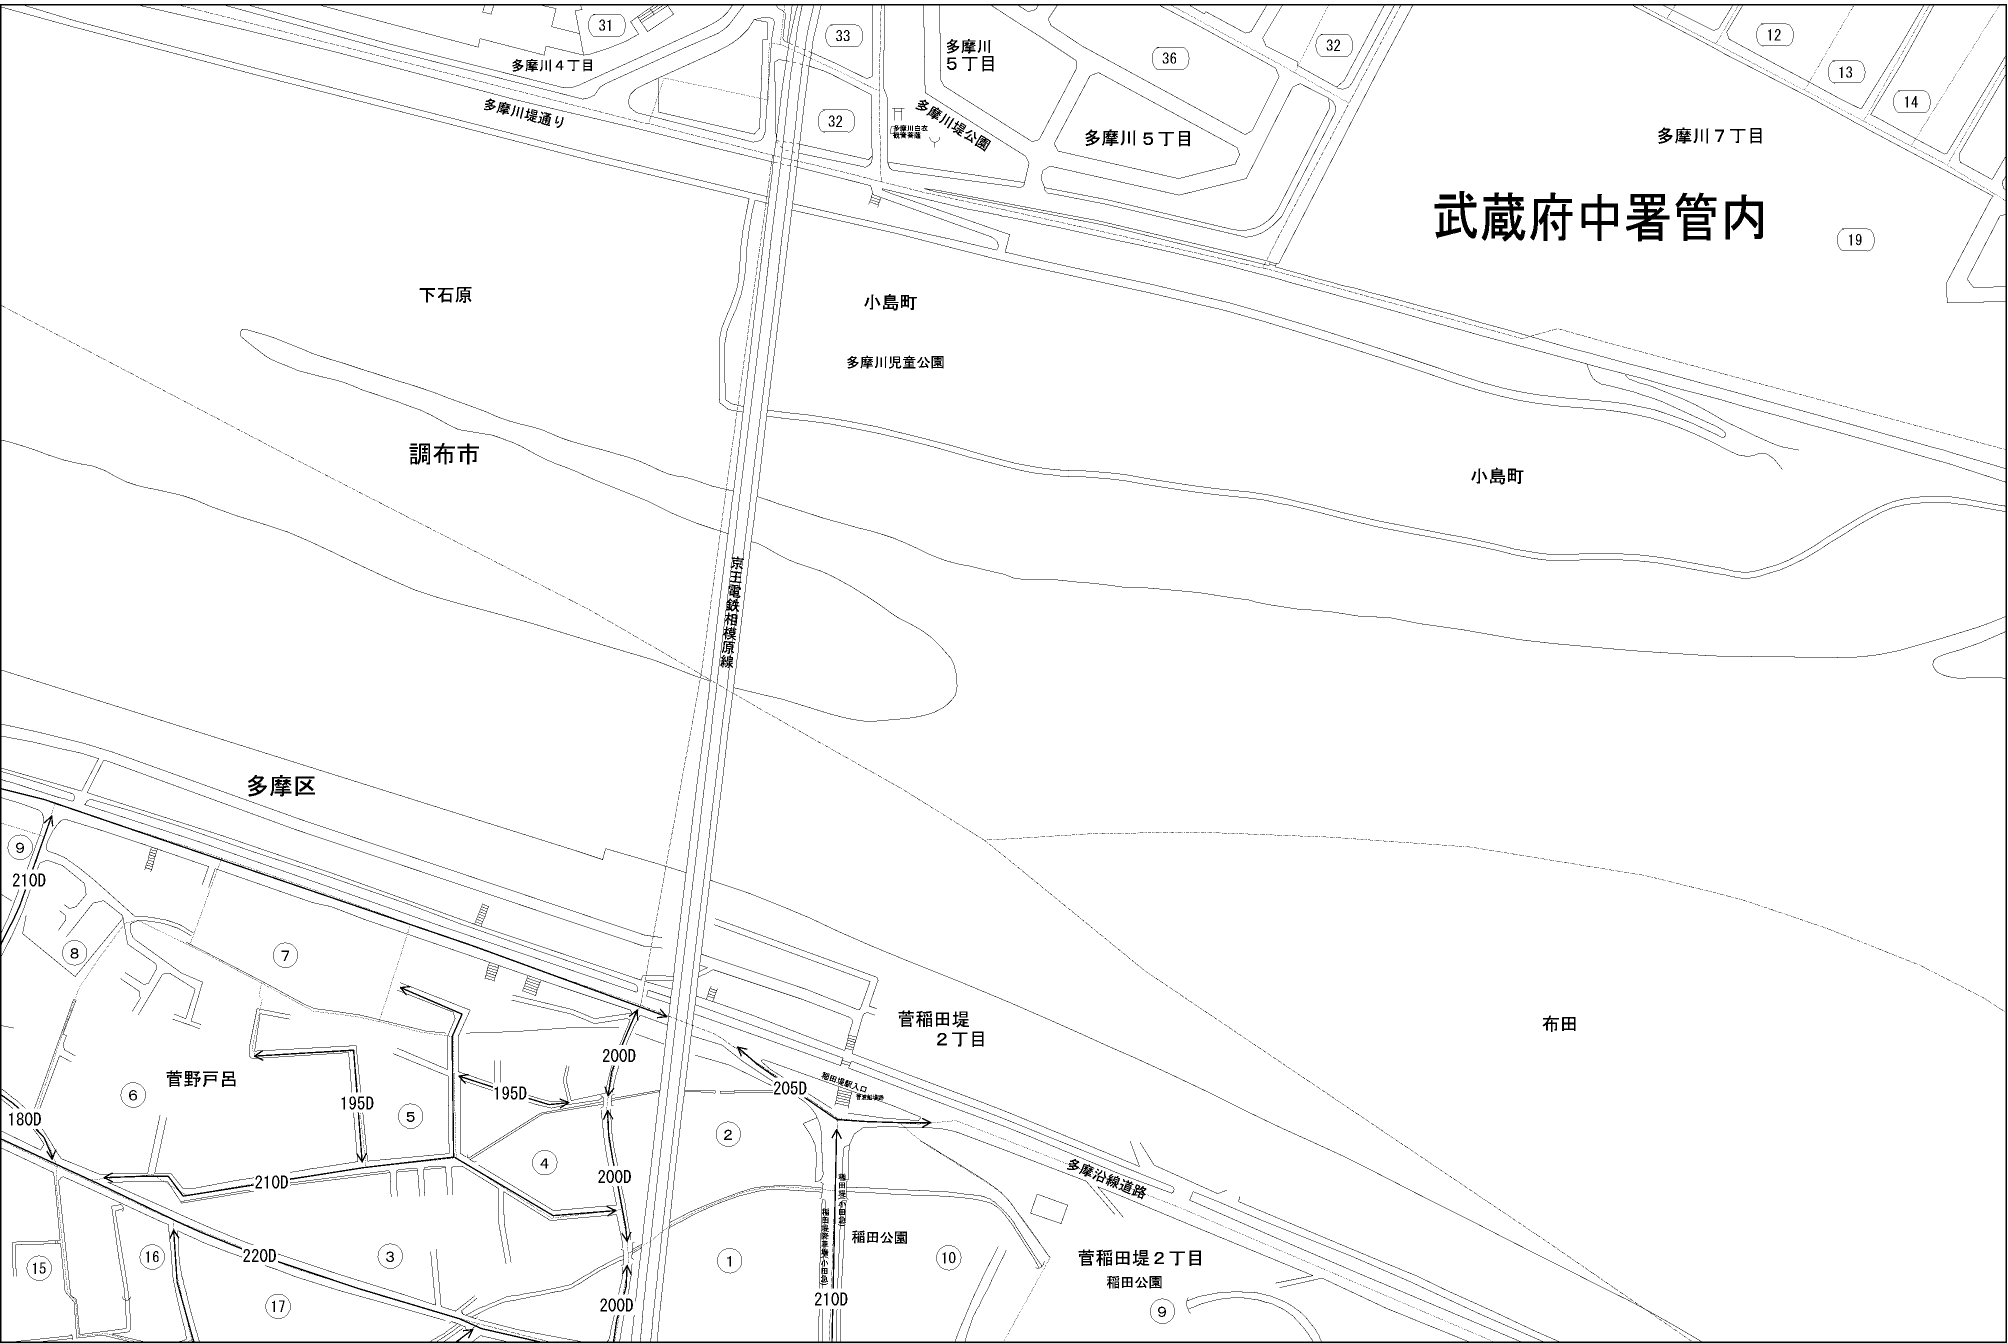 31
33
多摩川
５丁目
36
32
12
13
14
多摩川４丁目
多摩川堤通り
32
多摩川堤公園
多摩川５丁目
多摩川７丁目
武蔵府中署管内
19
下石原
小島町
多摩川児童公園
調布市
小島町
京王電鉄相模原線
多摩区
9
210D
8
7
菅稲田堤
２丁目
布田
200D
菅野戸呂
6
195D
5
195D
205D
稲田堤駅入口
180D
2
4
200D
210D
多摩沿線道路
稲田公園
16
220D
3
1
10
菅稲田堤２丁目
稲田公園
15
17
200D
210D
9